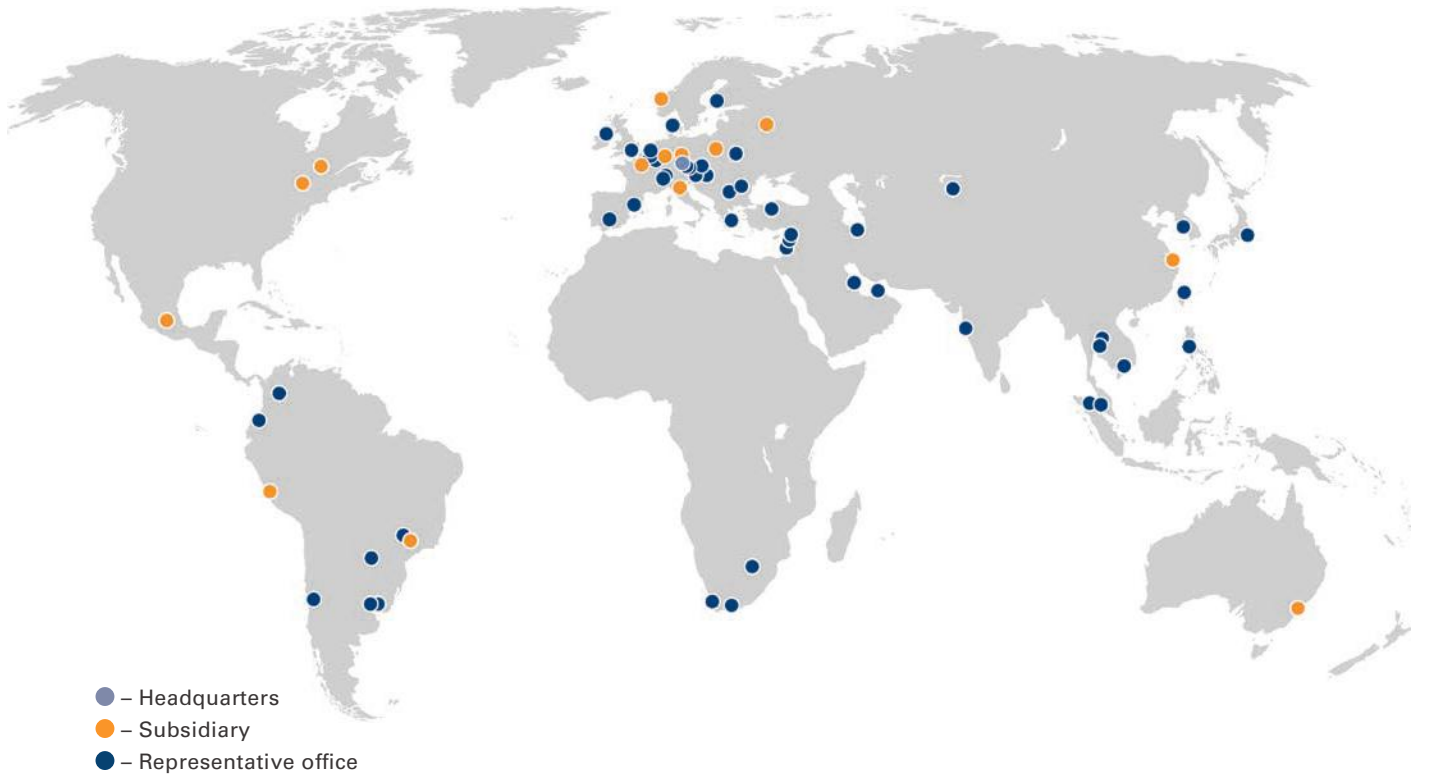 – Headquarters
– Subsidiary
– Representative office